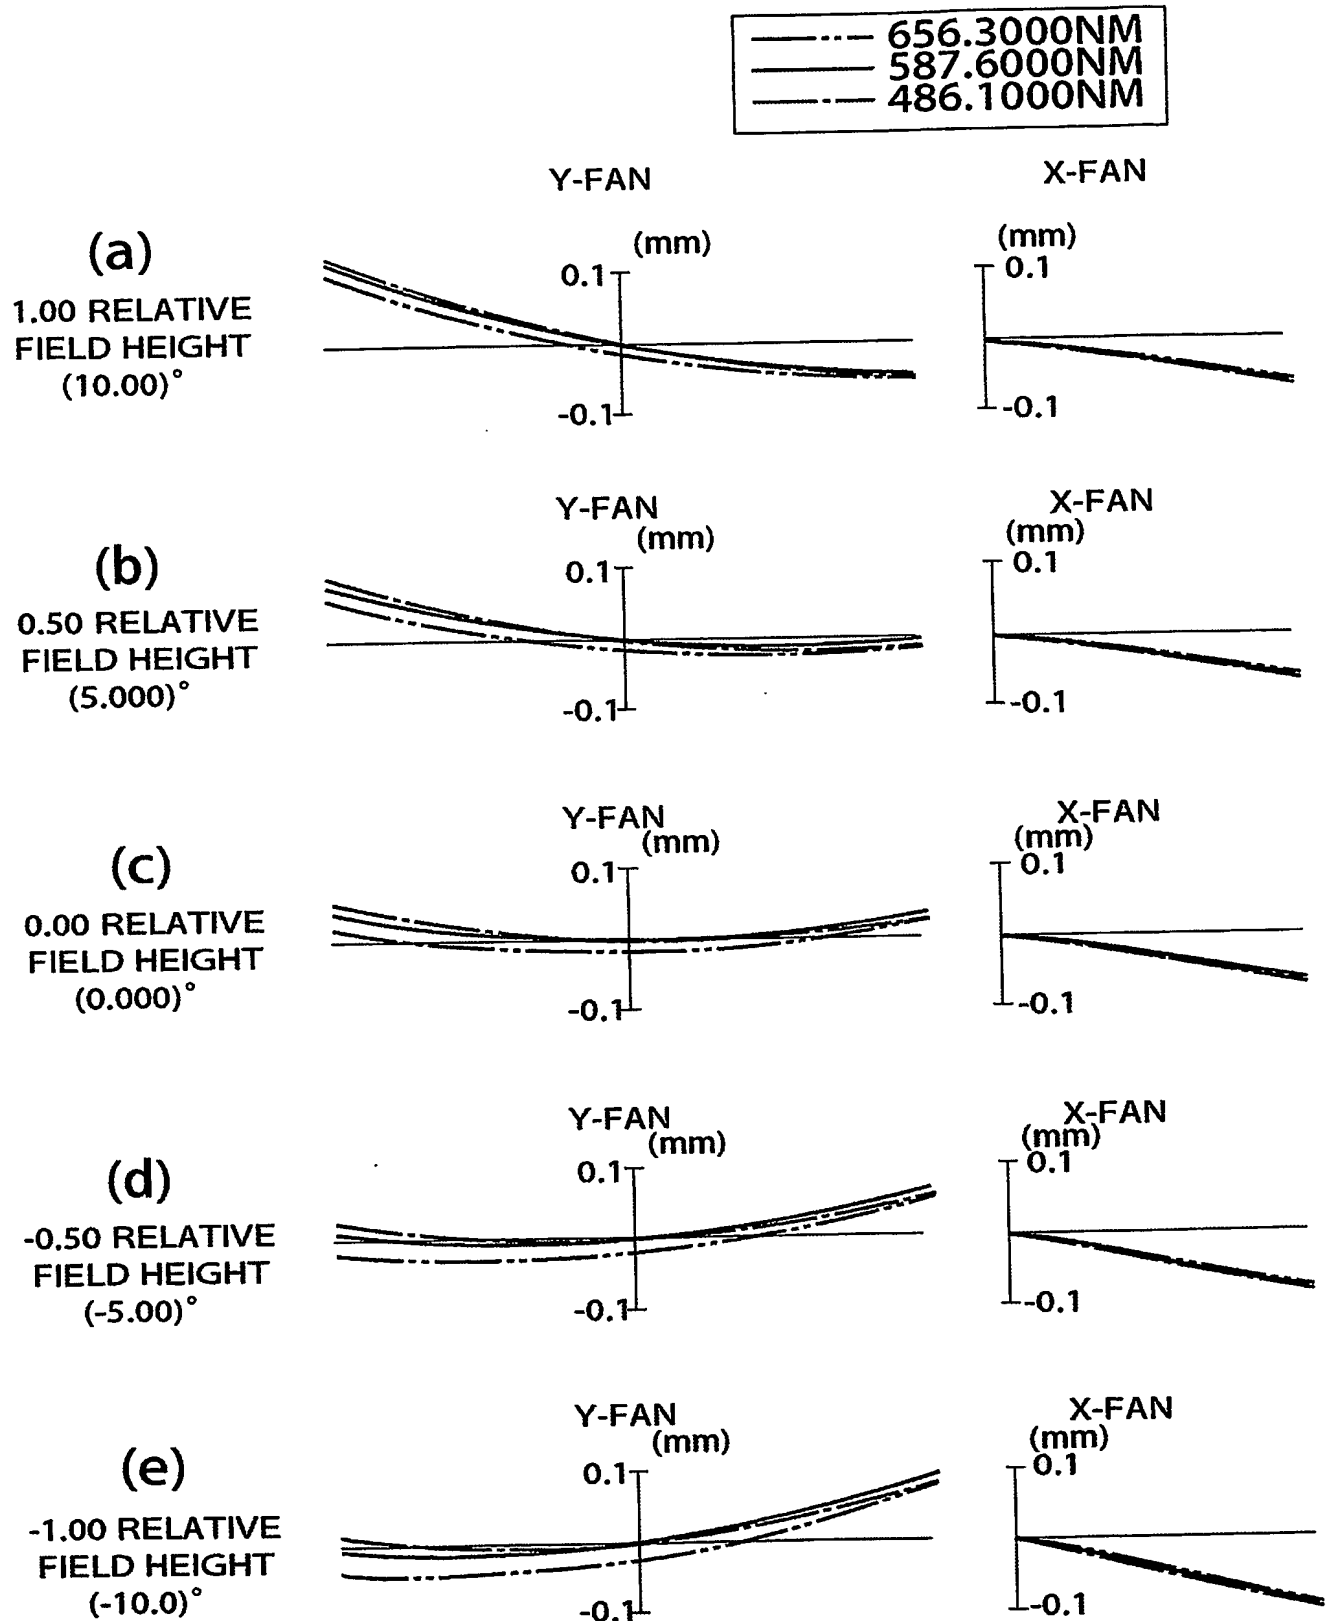 656.3000NM
587.6000NM
486.1000NM
Y-FAN
X-FAN
(a)
1.00 RELATIVE
FIELD HEIGHT
(10.00)°
(mm)
0.1
-0.1
(mm)
0.1
-0.1
Y-FAN
X-FAN
(b)
0.50 RELATIVE
FIELD HEIGHT
(5.000)°
(mm)
0.1
-0.1
(mm)
0.1
-0.1
Y-FAN
X-FAN
(c)
0.00 RELATIVE
FIELD HEIGHT
(0.000)°
(mm)
0.1
-0.1
(mm)
0.1
-0.1
Y-FAN
X-FAN
(d)
-0.50 RELATIVE
FIELD HEIGHT
(-5.00)°
(mm)
0.1
-0.1
(mm)
0.1
-0.1
Y-FAN
X-FAN
(e)
-1.00 RELATIVE
FIELD HEIGHT
(-10.0)°
(mm)
0.1
-0.1
(mm)
0.1
-0.1